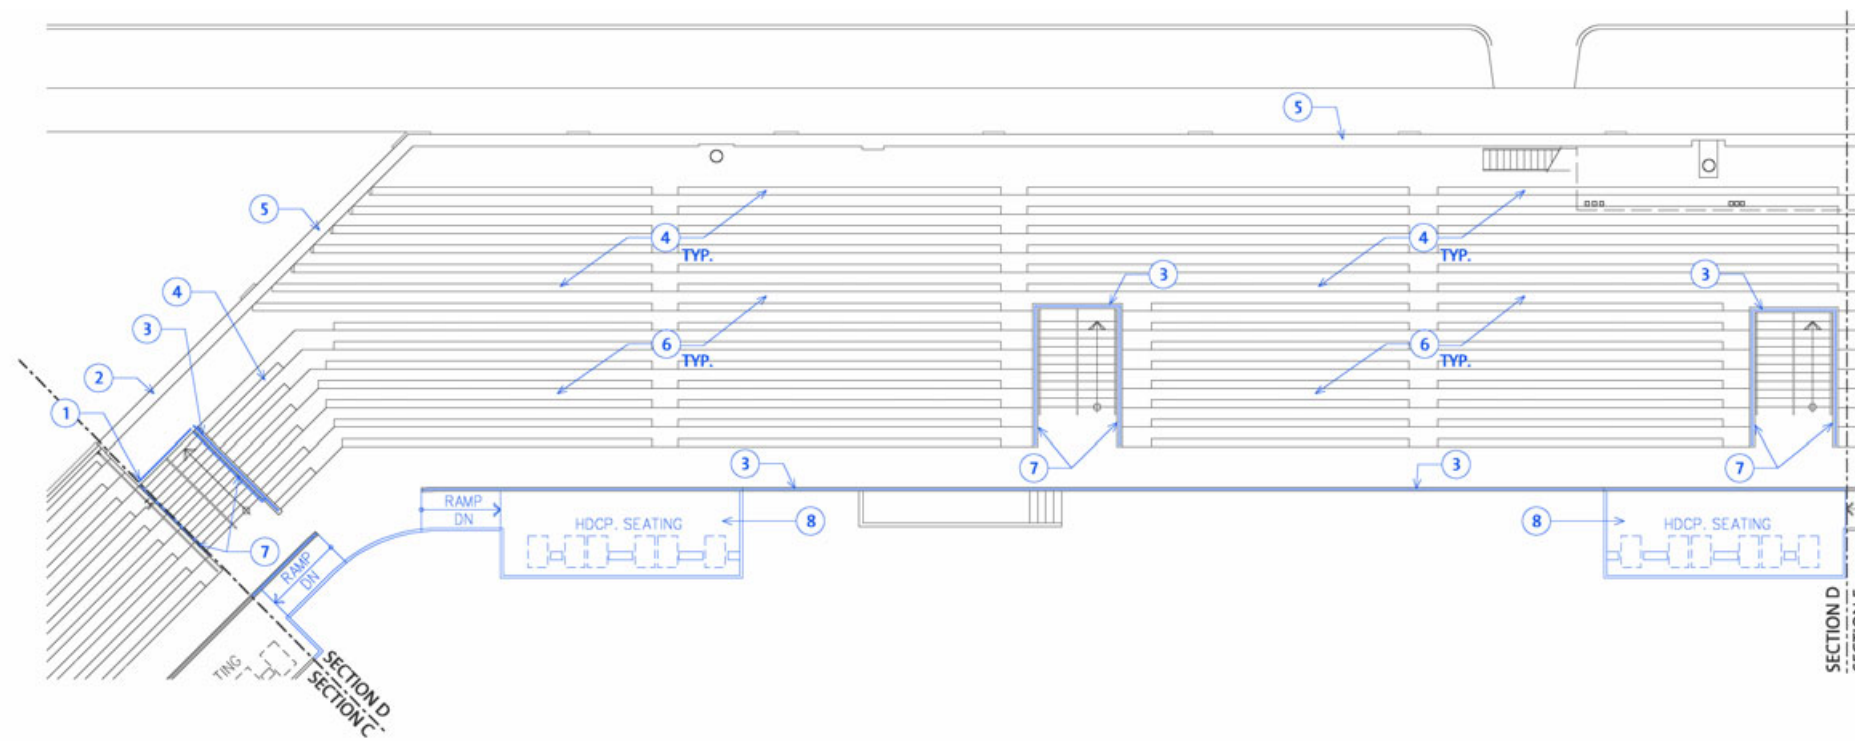 5
5
4
TYP.
4
TYP.
4
3
3
3
6
TYP.
6
TYP.
2
1
3
3
7
7
RAMP
DN
HDCP. SEATING
8
8
HDCP. SEATING
7
RAMP
DN
TING
SECTION D
SECTION C
SECTION D